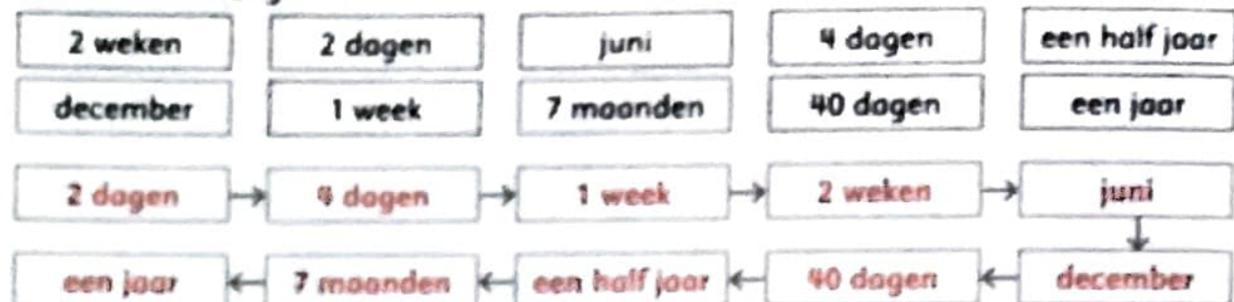 2 weken 2 dagen juni 4 dagen een half jaar
december 1 week 7 maanden 40 dagen een jaar
2 dagen 4 dagen 1 week 2 weken juni
een jaar 7 maanden een half jaar 40 dagen december